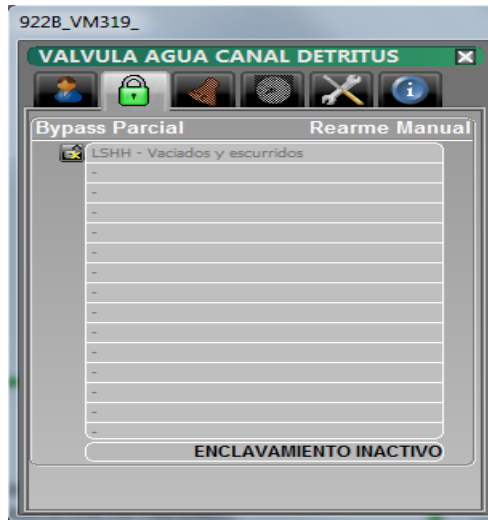 922B_VM319_
VALVULA AGUA CANAL DETRITUS
Bypass Parcial Rearme Manual
LSHH - Vaciados y escurridos
-
-
-
-
-
-
-
-
-
-
-
-
-
-
ENCLAVAMIENTO INACTIVO